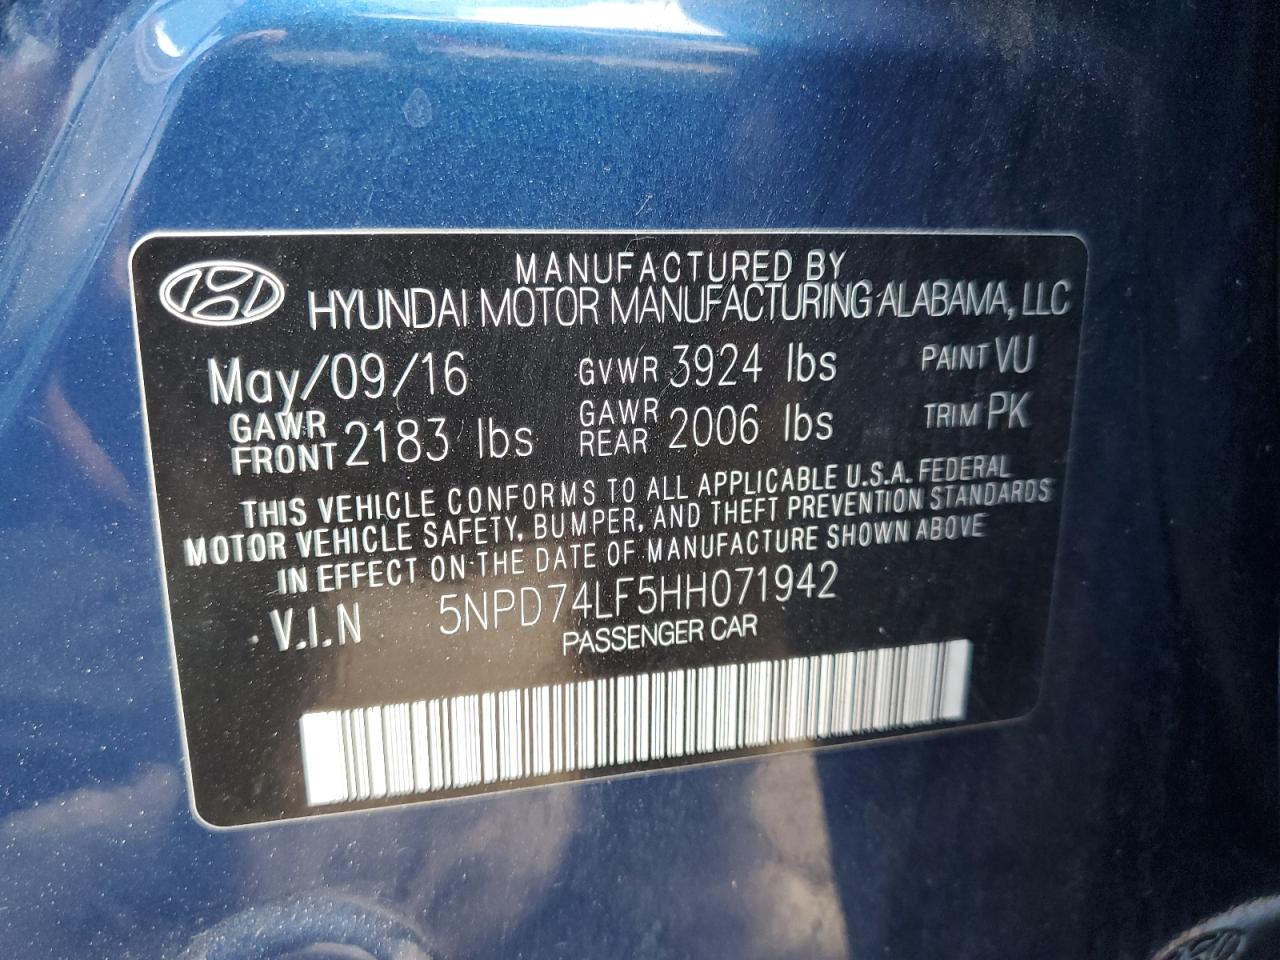 MANUFACTURED BY
HYUNDAI MOTOR MANUFACTURING ALABAMA, LLC
May/09/16 GVWR 3924 lbs PAINT VU
GAWR FRONT 2183 lbs GAWR REAR 2006 lbs TRIM PK
THIS VEHICLE CONFORMS TO ALL APPLICABLE U.S.A. FEDERAL
MOTOR VEHICLE SAFETY, BUMPER, AND THEFT PREVENTION STANDARDS
IN EFFECT ON THE DATE OF MANUFACTURE SHOWN ABOVE
V.I.N 5NPD74LF5HH071942
PASSENGER CAR